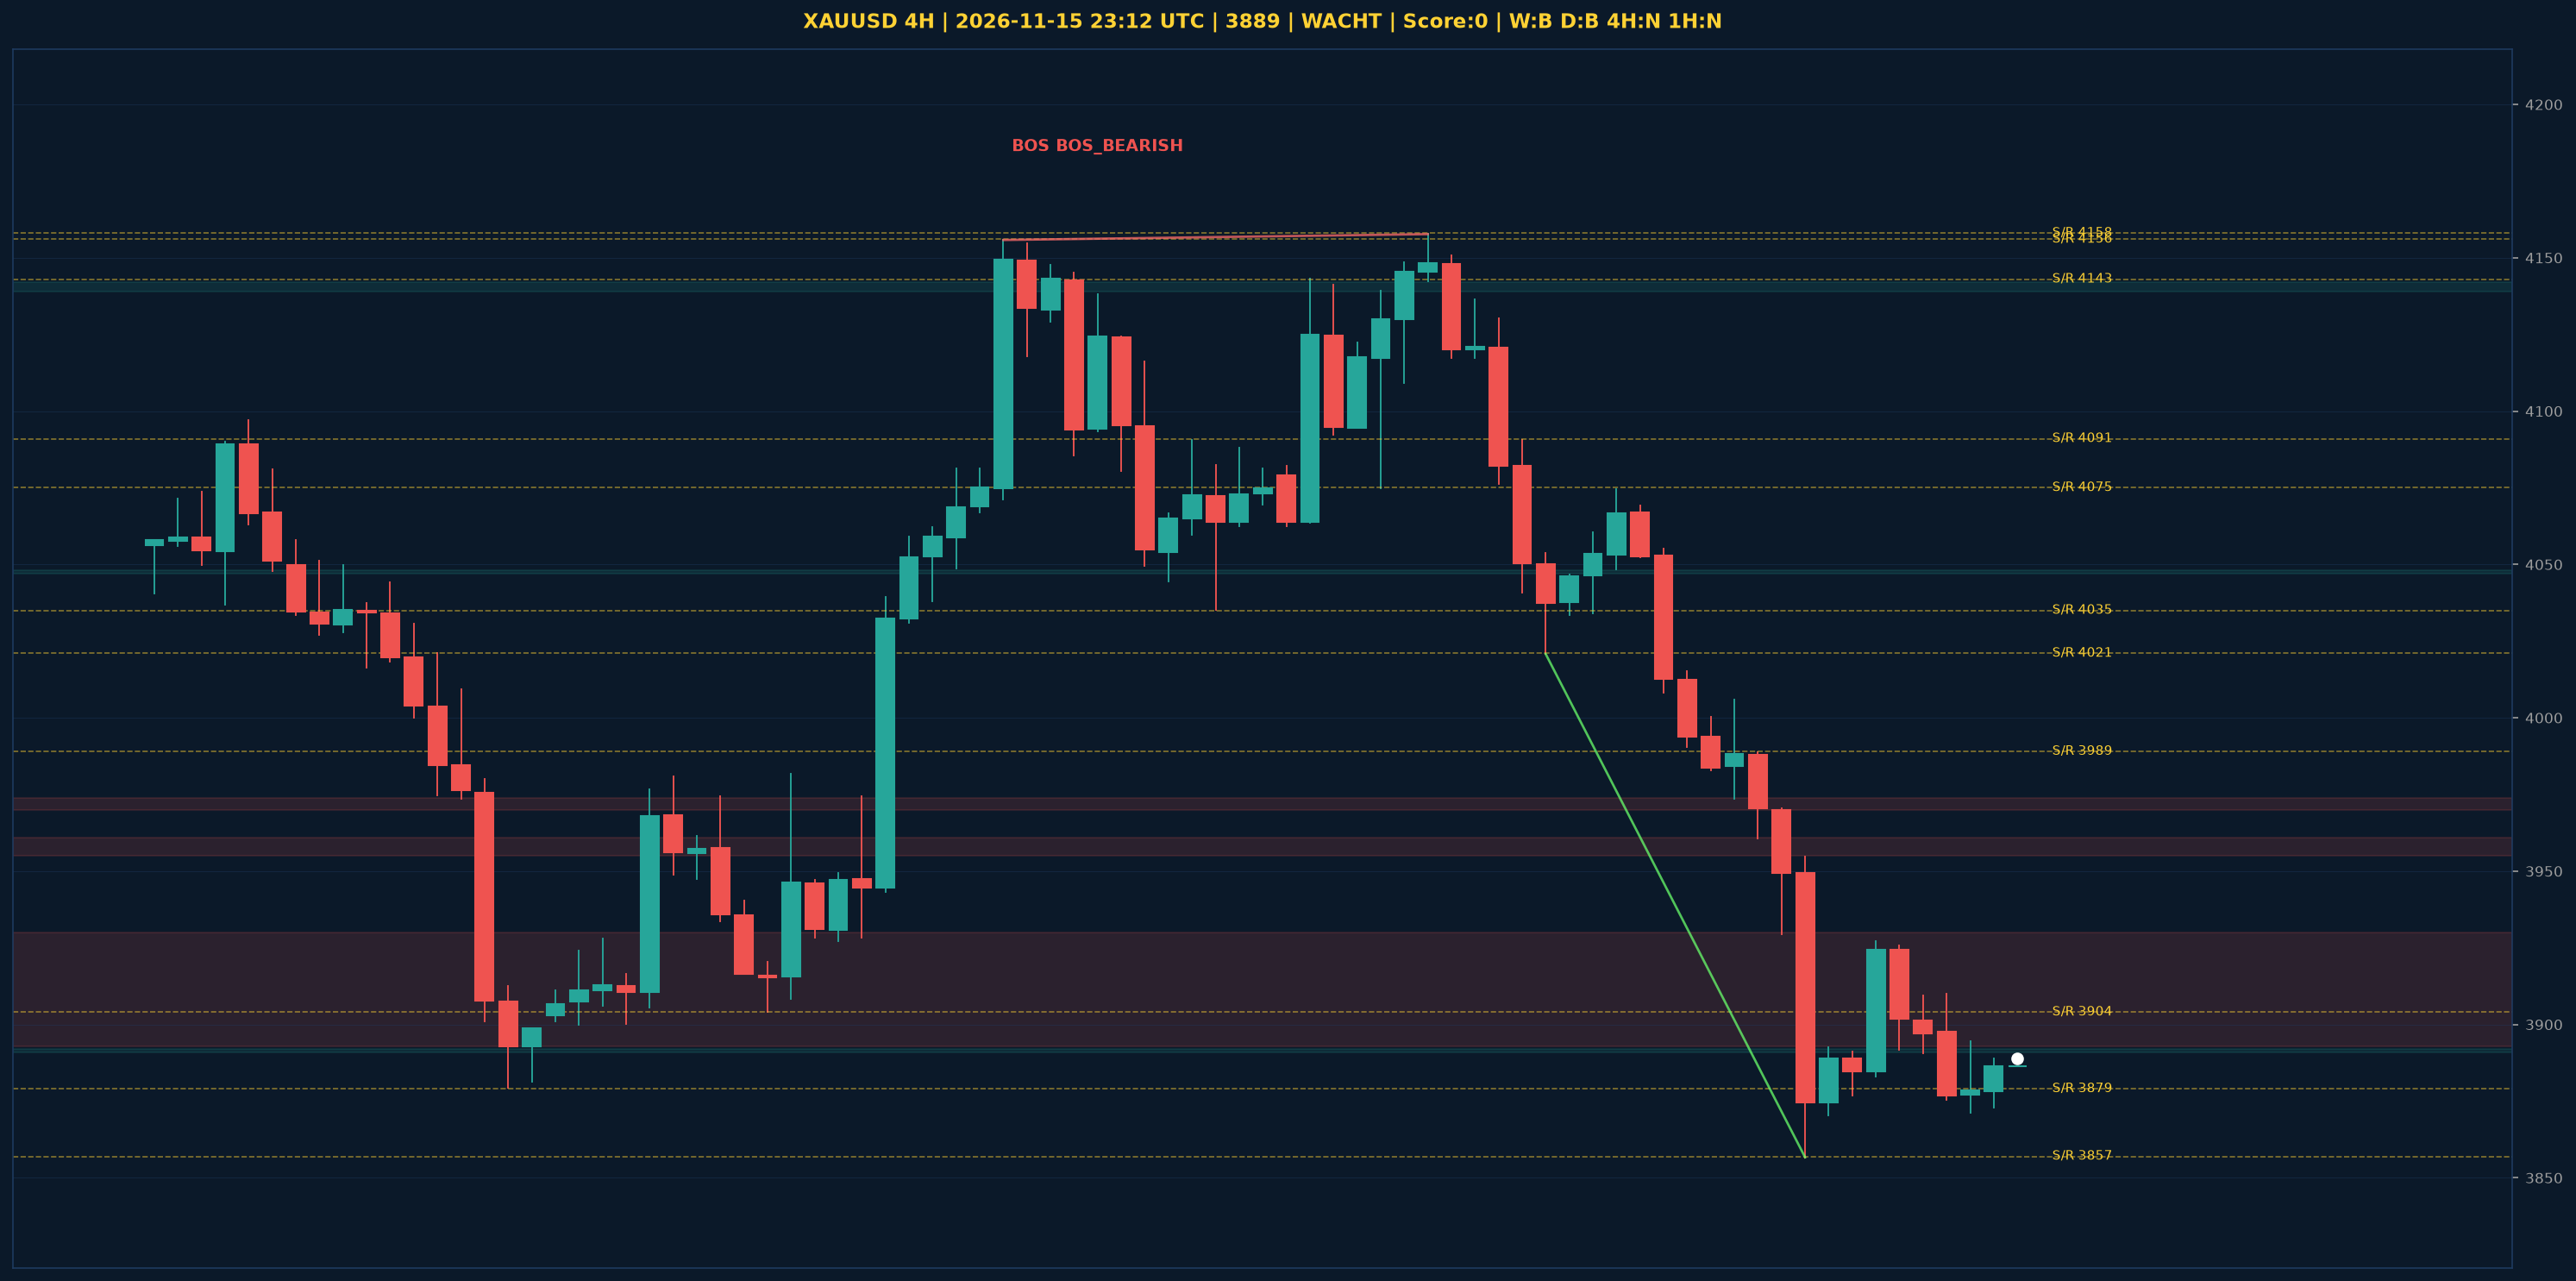 XAUUSD 4H | 2026-11-15 23:12 UTC | 3889 | WACHT | Score:0 | W:B D:B 4H:N 1H:N
4200
BOS BOS_BEARISH
S/R 4158
S/R 4156
4150
S/R 4143
4100
S/R 4091
S/R 4075
4050
S/R 4035
S/R 4021
4000
S/R 3989
3950
S/R 3904
3900
S/R 3879
S/R 3857
3850